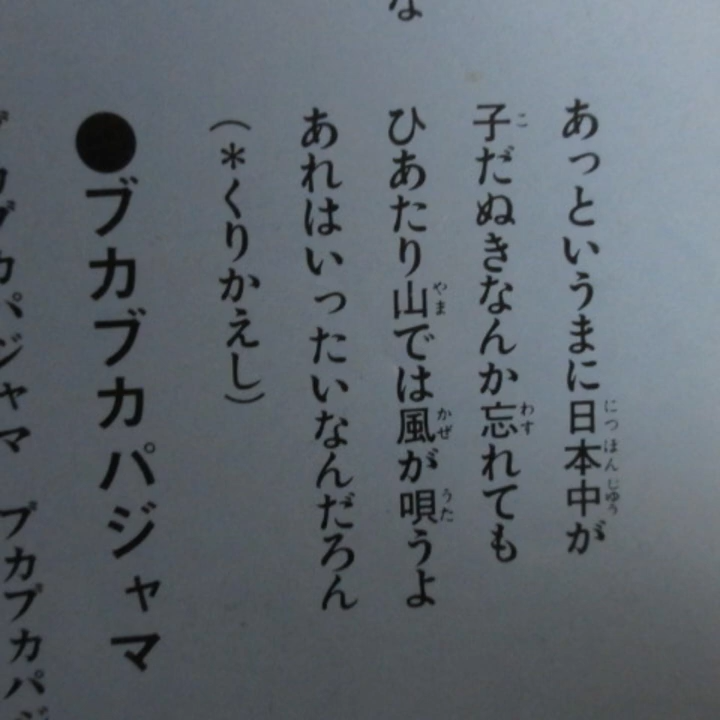 な
あっというまに日本中が
子だぬきなんか忘れても
ひあたり山では風が唄うよ
あれはいったいなんだろん
(＊くりかえし)
●ブカブカパジャマ
ブカブカパジャマ　ブカブカパジ